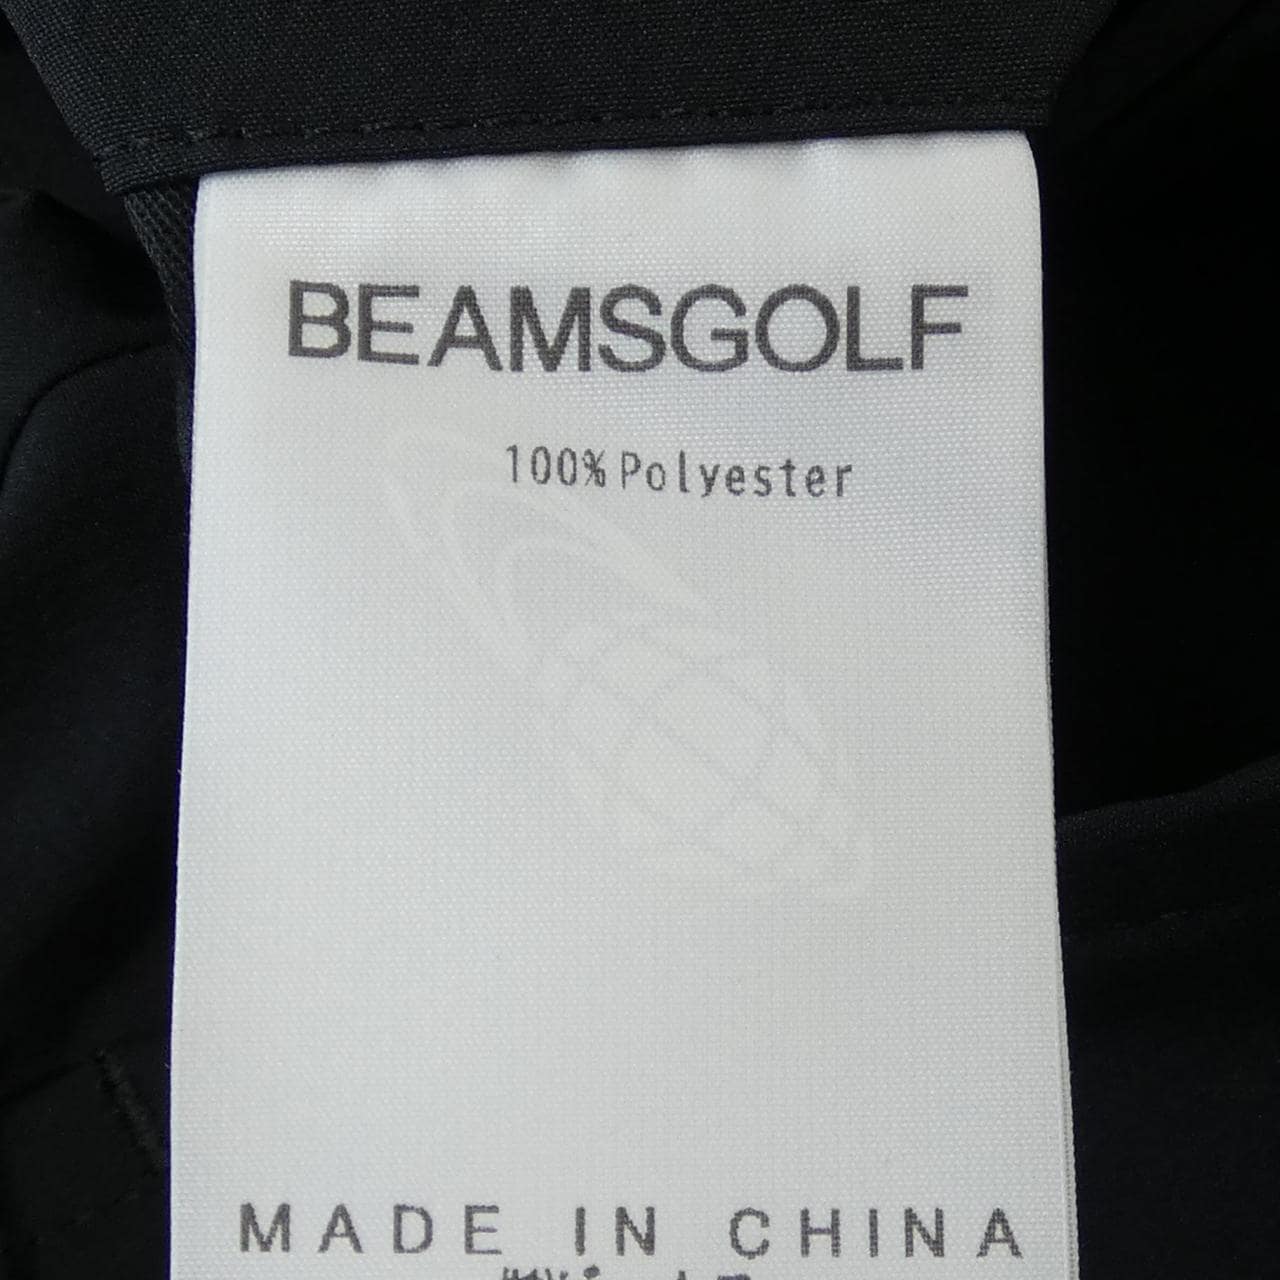 BEAMSGOLF
100% Polyester
MADE IN CHINA